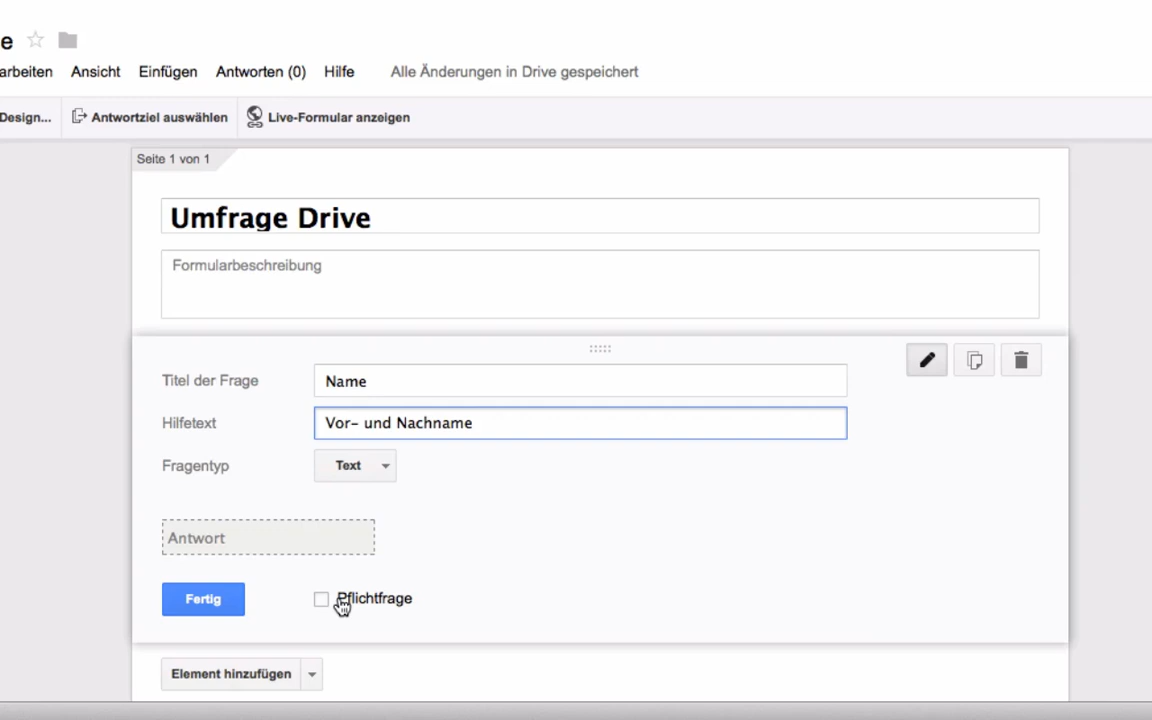 e
arbeiten Ansicht Einfügen Antworten (0) Hilfe Alle Änderungen in Drive gespeichert
Design... Antwortziel auswählen Live-Formular anzeigen
Seite 1 von 1
Umfrage Drive
Formularbeschreibung
Titel der Frage Name
Hilfetext Vor- und Nachname
Fragentyp Text
Antwort
Fertig Pflichtfrage
Element hinzufügen